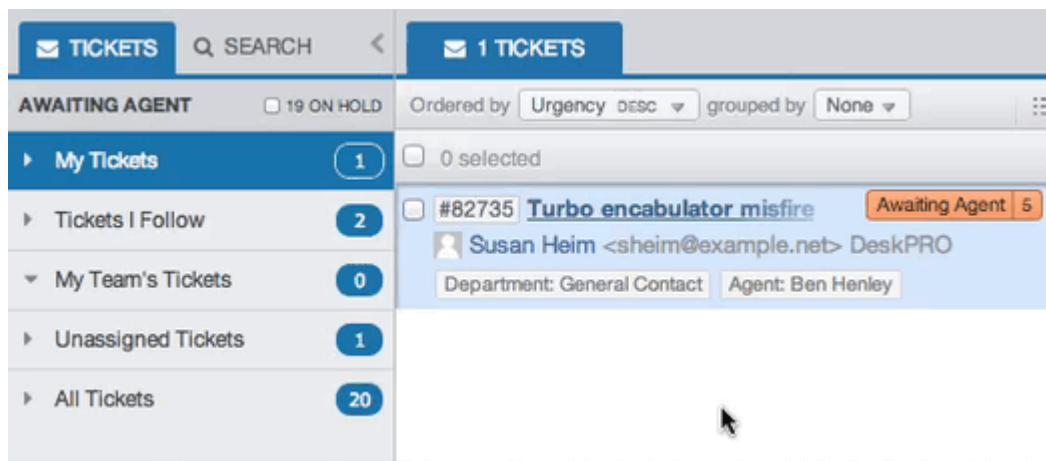 TICKETS
SEARCH
AWAITING AGENT
19 ON HOLD
My Tickets 1
Tickets I Follow 2
My Team's Tickets 0
Unassigned Tickets 1
All Tickets 20
1 TICKETS
Ordered by Urgency DESC grouped by None
0 selected
#82735 Turbo encabulator misfire Awaiting Agent 5
Susan Heim <sheim@example.net> DeskPRO
Department: General Contact Agent: Ben Henley